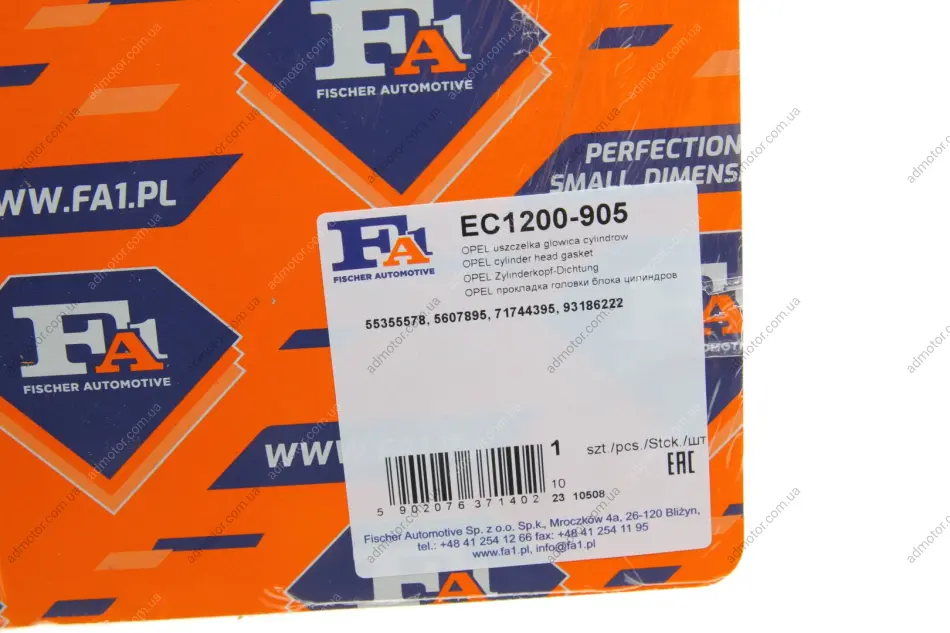 FA1
FISCHER AUTOMOTIVE
WWW.FA1.PL
PERFECTION
SMALL DIMENS
FA1
FISCHER AUTOMOTIVE
EC1200-905
OPEL uszczelka glowica cylindrow
OPEL cylinder head gasket
OPEL Zylinderkopf-Dichtung
OPEL прокладка головки блока цилиндров
55355578, 5607895, 71744395, 93186222
FA1
FISCHER AUTOMOTIVE
WWW
1 szt./pcs./Stck./шт
EAC
10
23 10508
5 902076 371402
Fischer Automotive Sp. z o.o. Sp.k., Mroczków 4a, 26-120 Bliżyn,
tel.: +48 41 254 12 66 fax: +48 41 254 11 95
www.fa1.pl, info@fa1.pl
FA1
admotor.com.ua